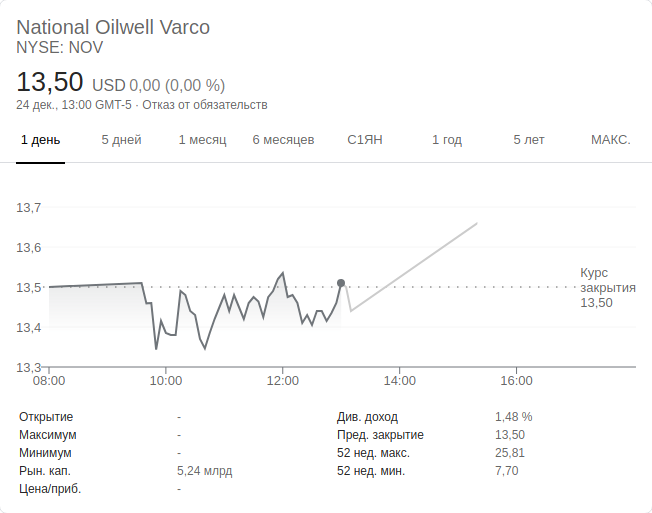 National Oilwell Varco
NYSE: NOV
13,50 USD 0,00 (0,00 %)
24 дек., 13:00 GMT-5 · Отказ от обязательств
1 день 5 дней 1 месяц 6 месяцев С1ЯН 1 год 5 лет МАКС.
13,7
13,6
13,5
13,4
13,3
Курс
закрытия
13,50
08:00 10:00 12:00 14:00 16:00
Открытие - Див. доход 1,48 %
Максимум - Пред. закрытие 13,50
Минимум - 52 нед. макс. 25,81
Рын. кап. 5,24 млрд 52 нед. мин. 7,70
Цена/приб. -